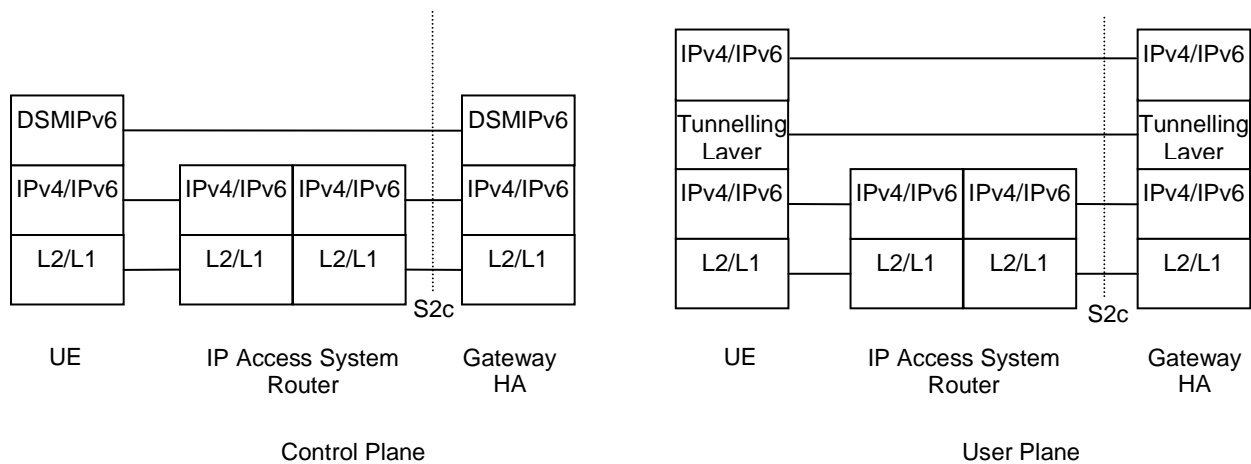 IPv4/IPv6 IPv4/IPv6
DSMIPv6 DSMIPv6 Tunnelling Layer Tunnelling Layer
IPv4/IPv6 IPv4/IPv6 IPv4/IPv6 IPv4/IPv6 IPv4/IPv6 IPv4/IPv6 IPv4/IPv6 IPv4/IPv6
L2/L1 L2/L1 L2/L1 L2/L1 L2/L1 L2/L1 L2/L1 L2/L1
S2c S2c
UE IP Access System Router Gateway HA UE IP Access System Router Gateway HA
Control Plane User Plane